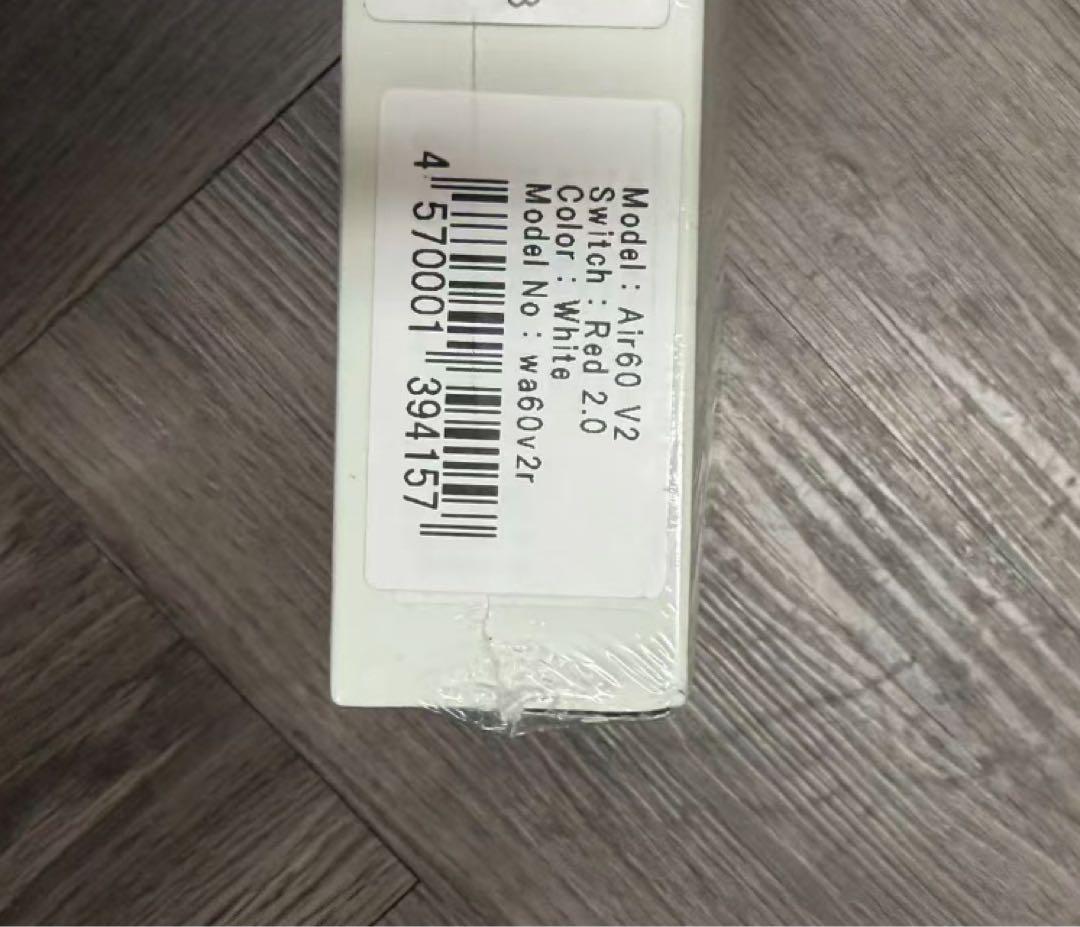 Model : Air60 V2
Switch : Red 2.0
Color : White
Model No : wa60v2r
4 570001 394157